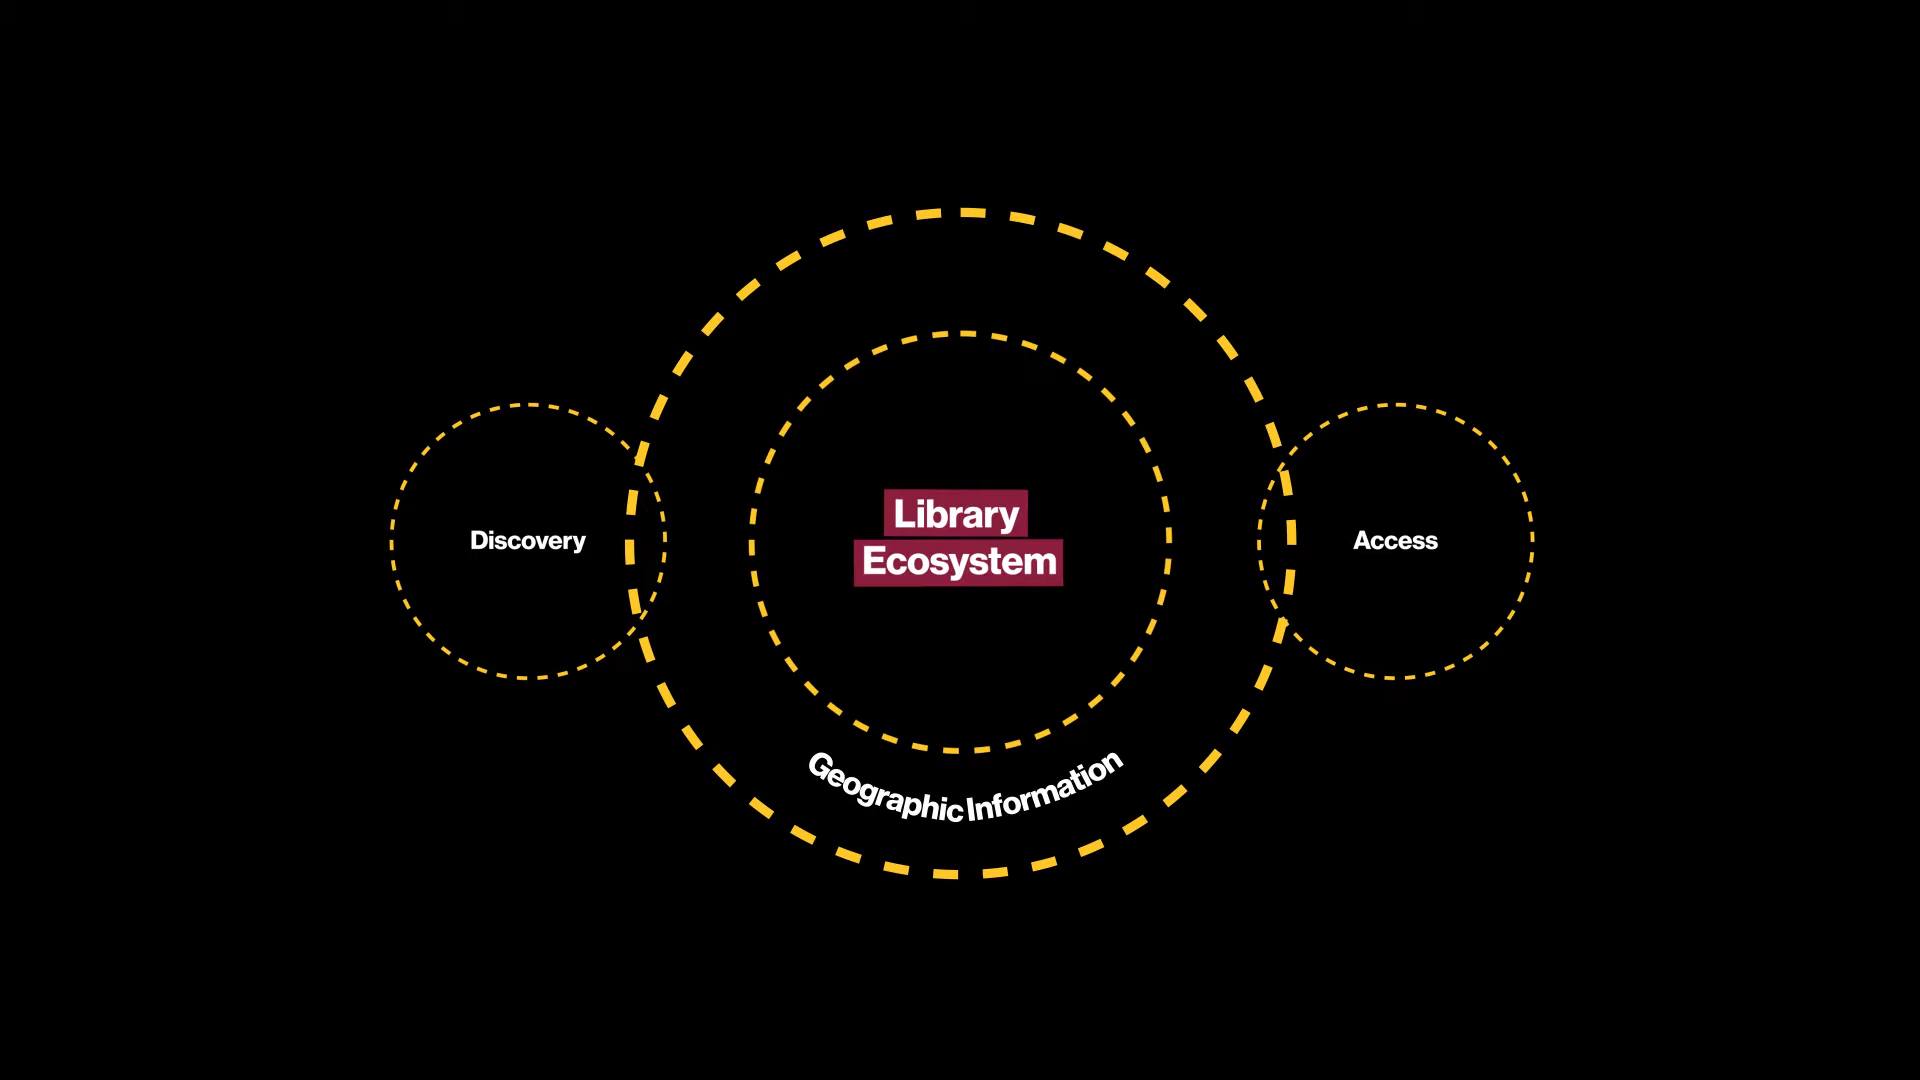 Library
Ecosystem
Discovery
Access
Geographic Information